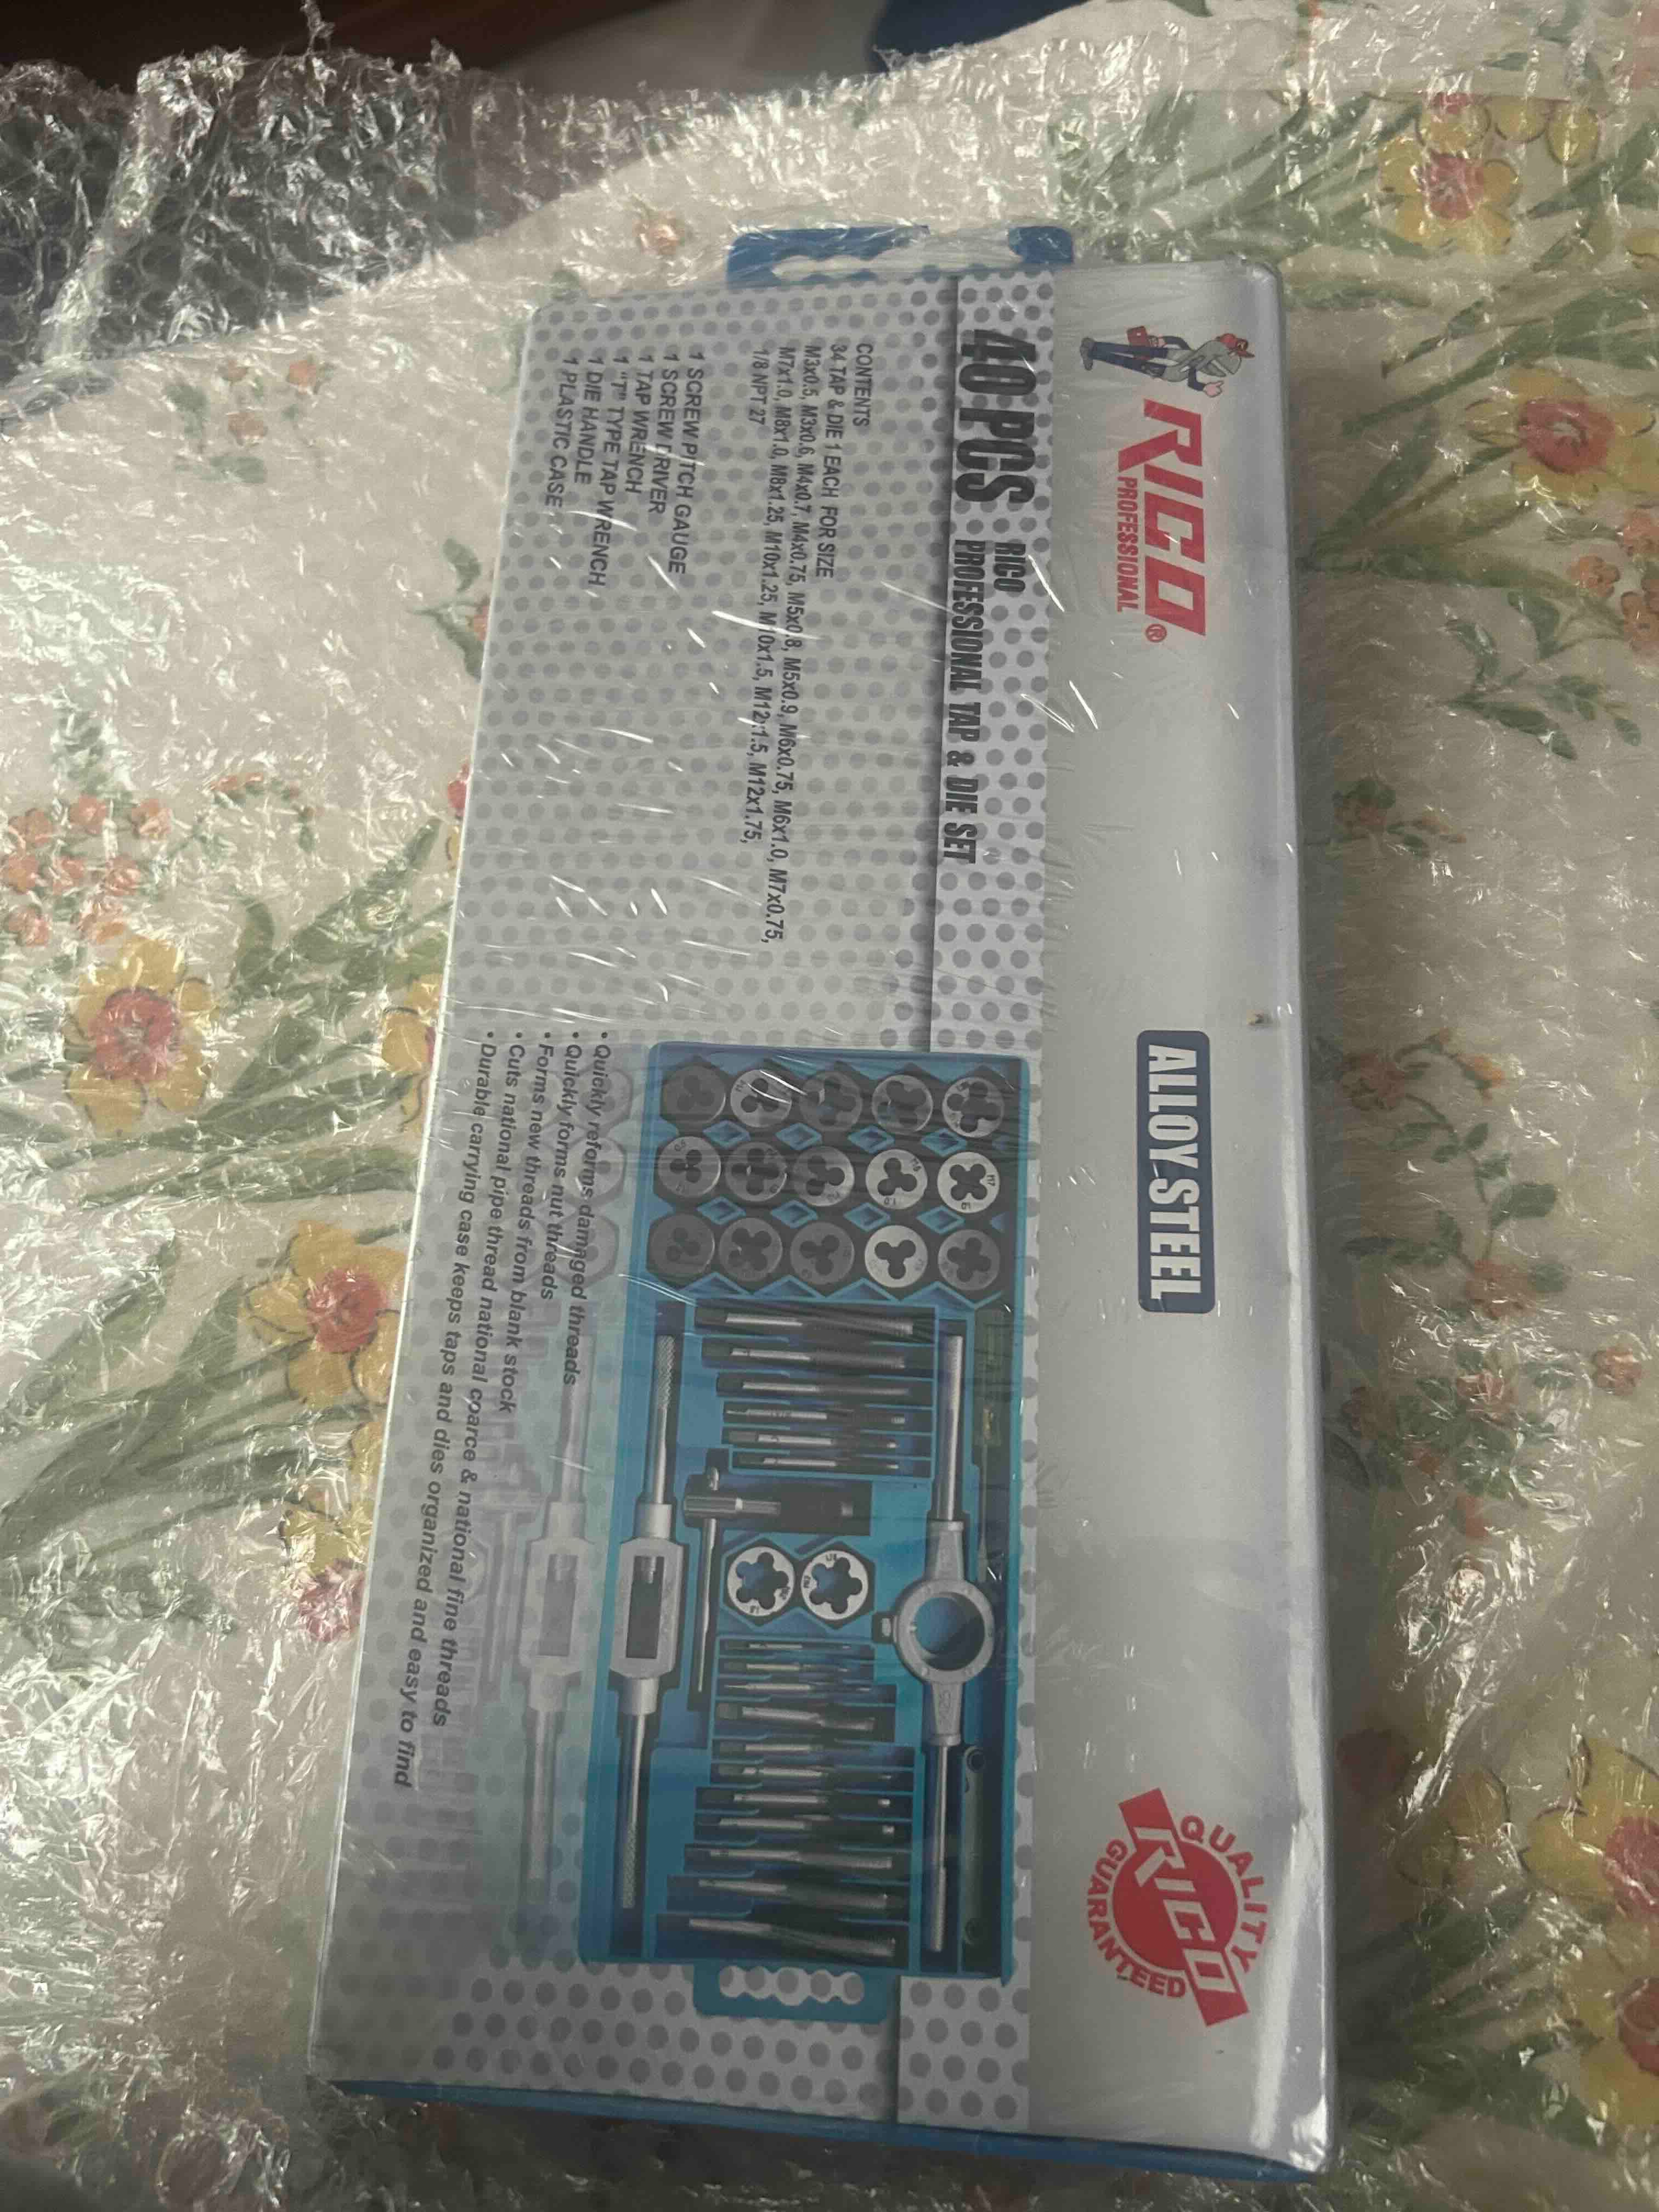 RICO®
PROFESSIONAL
ALLOY STEEL
QUALITY
RICO
GUARANTEED
40 PCS RICO
PROFESSIONAL TAP & DIE SET
CONTENTS
34 TAP & DIE 1 EACH FOR SIZE
M3x0.5, M3x0.6, M4x0.7, M4x0.75, M5x0.8, M5x0.9, M6x0.75, M6x1.0, M7x0.75,
M7x1.0, M8x1.0, M8x1.25, M10x1.25, M10x1.5, M12x1.5, M12x1.75,
1/8 NPT 27
1 SCREW PITCH GAUGE
1 SCREW DRIVER
1 TAP WRENCH
1 "T" TYPE TAP WRENCH
1 DIE HANDLE
1 PLASTIC CASE
• Quickly reforms damaged threads
• Quickly forms nut threads
• Forms new threads from blank stock
• Cuts national pipe thread national coarce & national fine threads
• Durable carrying case keeps taps and dies organized and easy to find